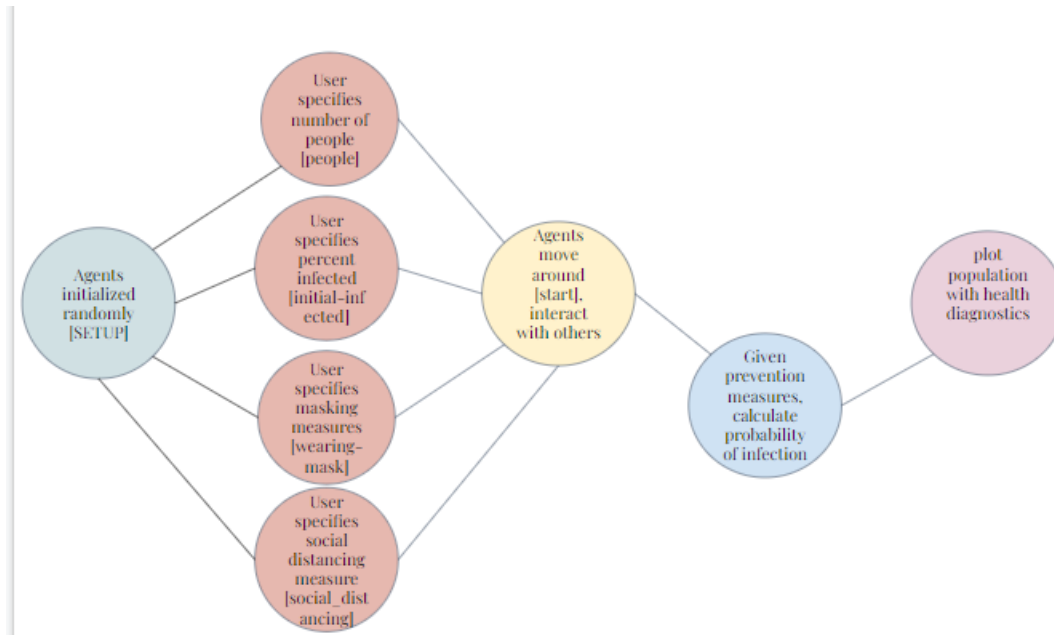 Agents
initialized
randomly
[SETUP]
User
specifies
number of
people
[people]
User
specifies
percent
infected
[initial-inf
ected]
User
specifies
masking
measures
[wearing-
mask]
User
specifies
social
distancing
measure
[social_dist
ancing]
Agents
move
around
[start],
interact
with others
Given
prevention
measures,
calculate
probability
of infection
plot
population
with health
diagnostics